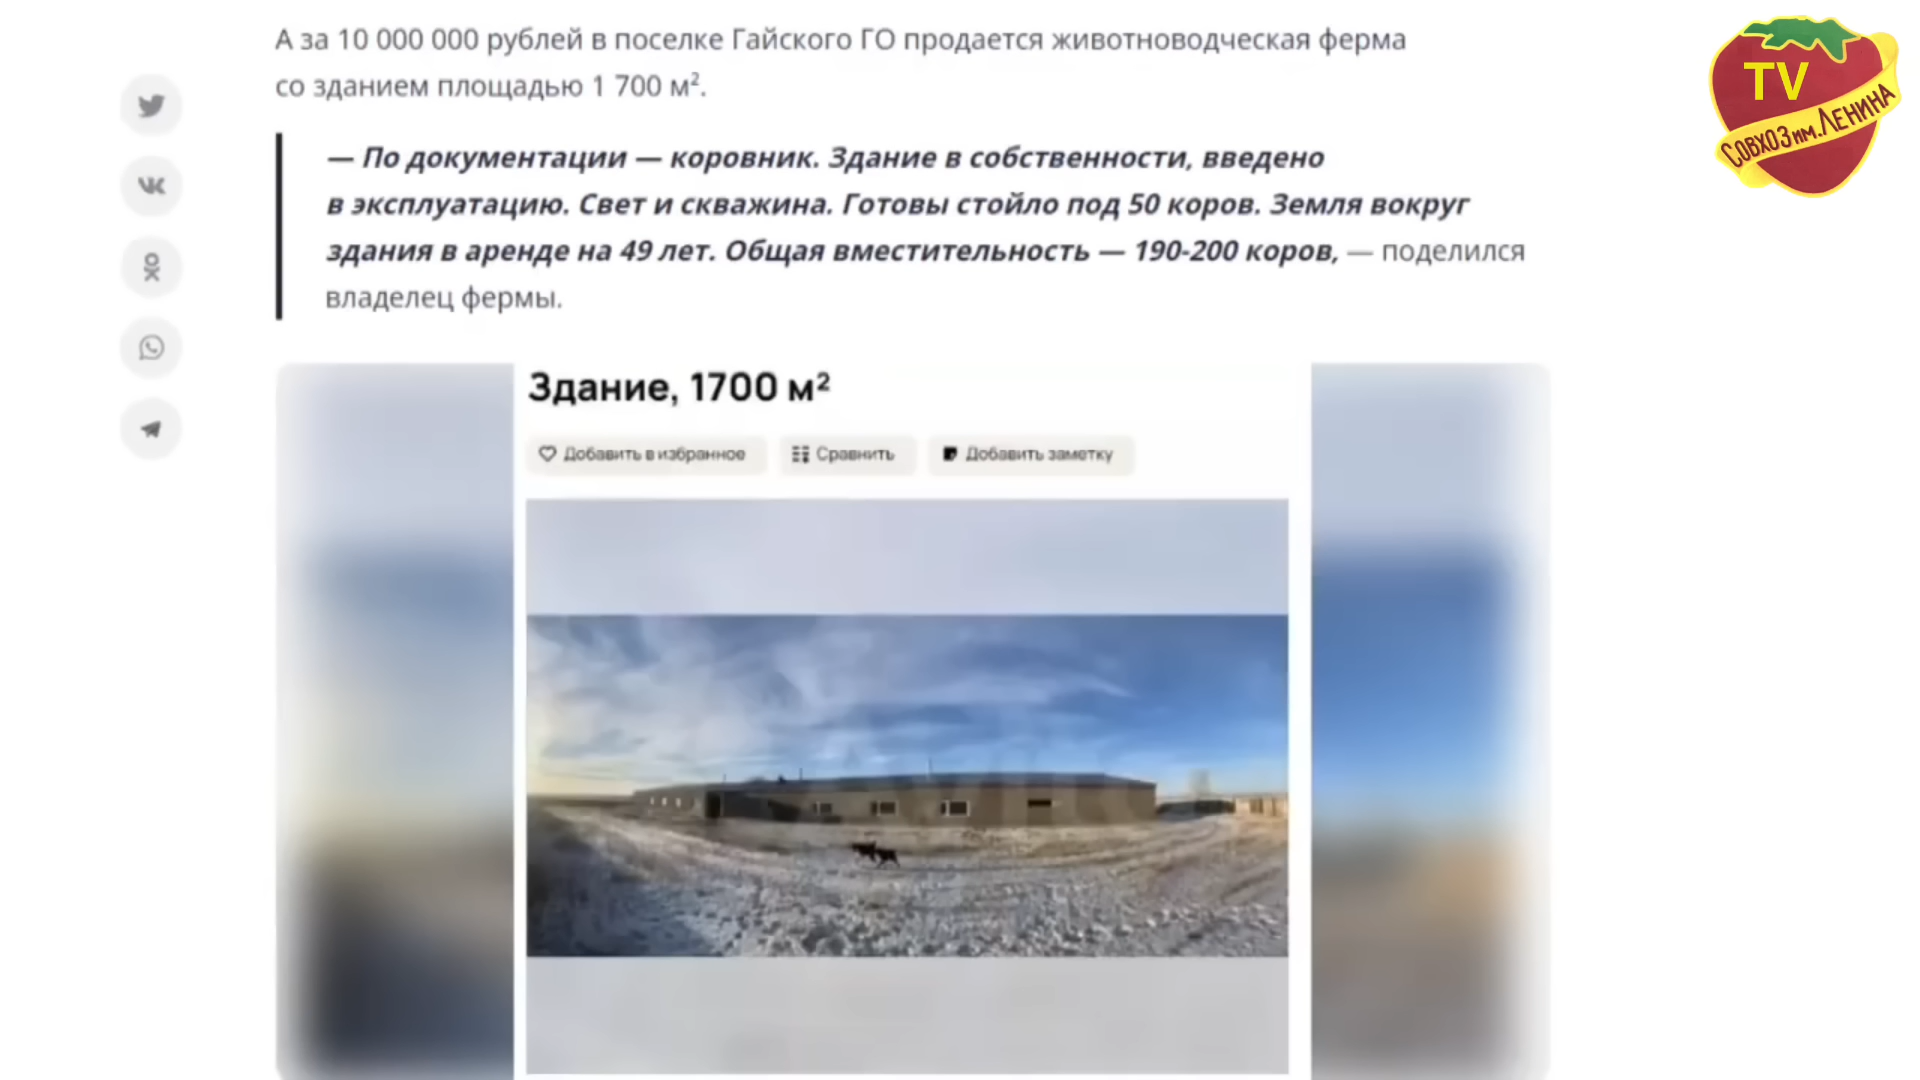 А за 10 000 000 рублей в поселке Гайского ГО продается животноводческая ферма
со зданием площадью 1 700 м².
— По документации — коровник. Здание в собственности, введено
в эксплуатацию. Свет и скважина. Готовы стойло под 50 коров. Земля вокруг
здания в аренде на 49 лет. Общая вместительность — 190-200 коров, — поделился
владелец фермы.
Здание, 1700 м²
Добавить в избранное
Сравнить
Добавить заметку
TV
СОВХОЗ им. ЛЕНИНА